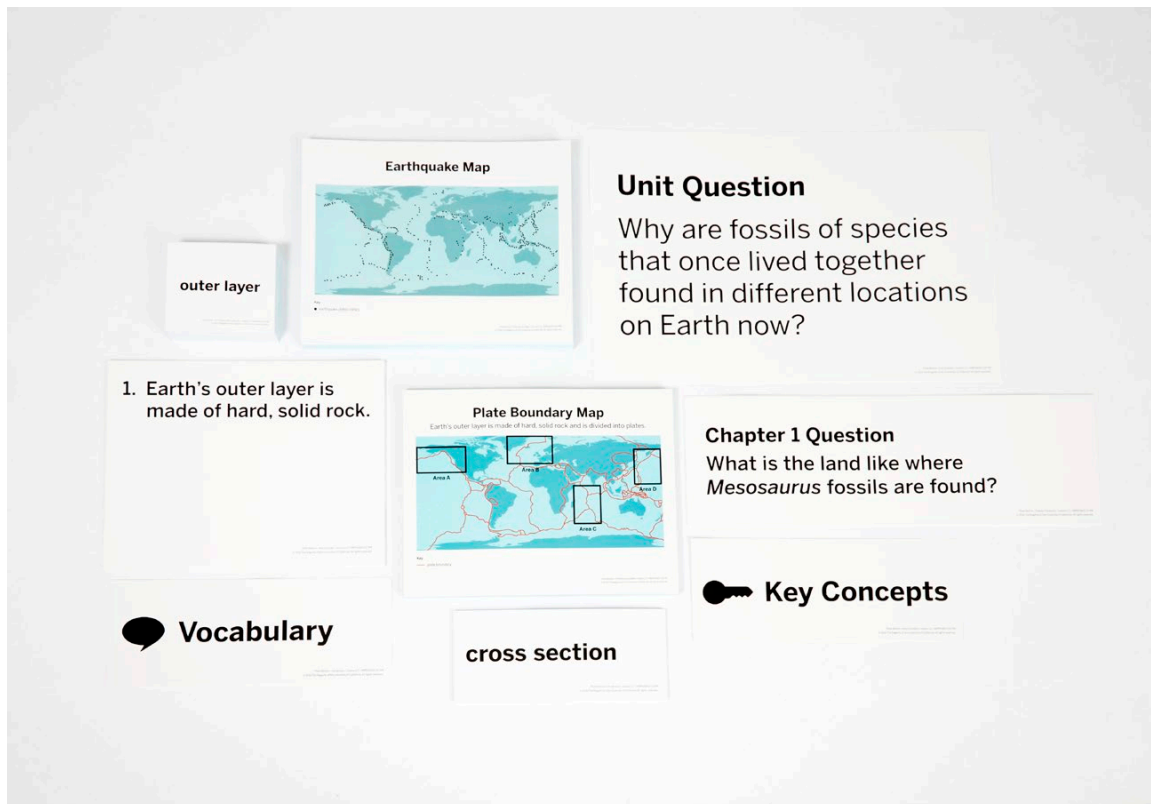 Earthquake Map
Unit Question
Why are fossils of species
that once lived together
found in different locations
on Earth now?
outer layer
1. Earth's outer layer is
made of hard, solid rock.
Plate Boundary Map
Earth's outer layer is made of hard, solid rock and is divided into plates.
Area A
Area B
Area C
Area D
Key
Chapter 1 Question
What is the land like where
Mesosaurus fossils are found?
Key Concepts
Vocabulary
cross section